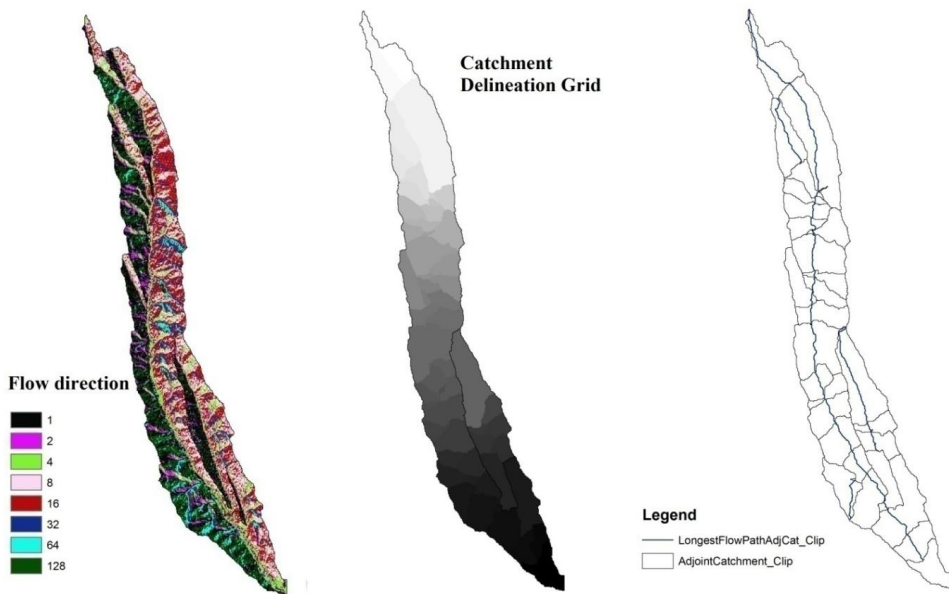 Catchment
Delineation Grid
Flow direction
1
2
4
8
16
32
64
128
Legend
LongestFlowPathAdjCat_Clip
AdjointCatchment_Clip